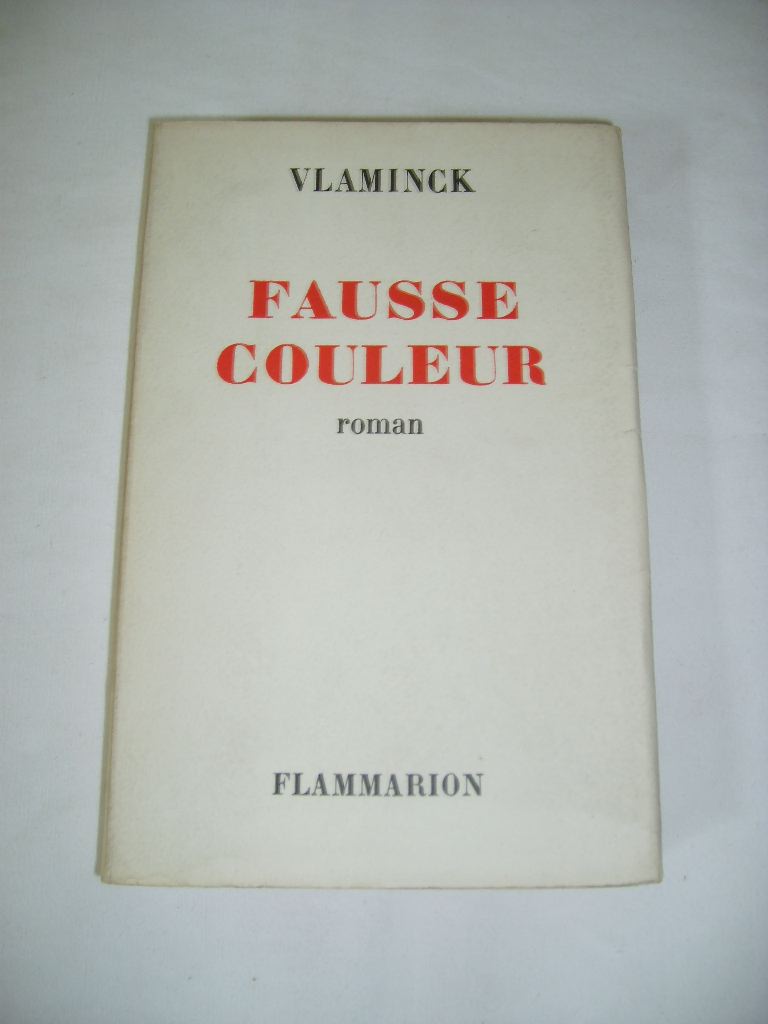 VLAMINCK
FAUSSE
COULEUR
roman
FLAMMARION